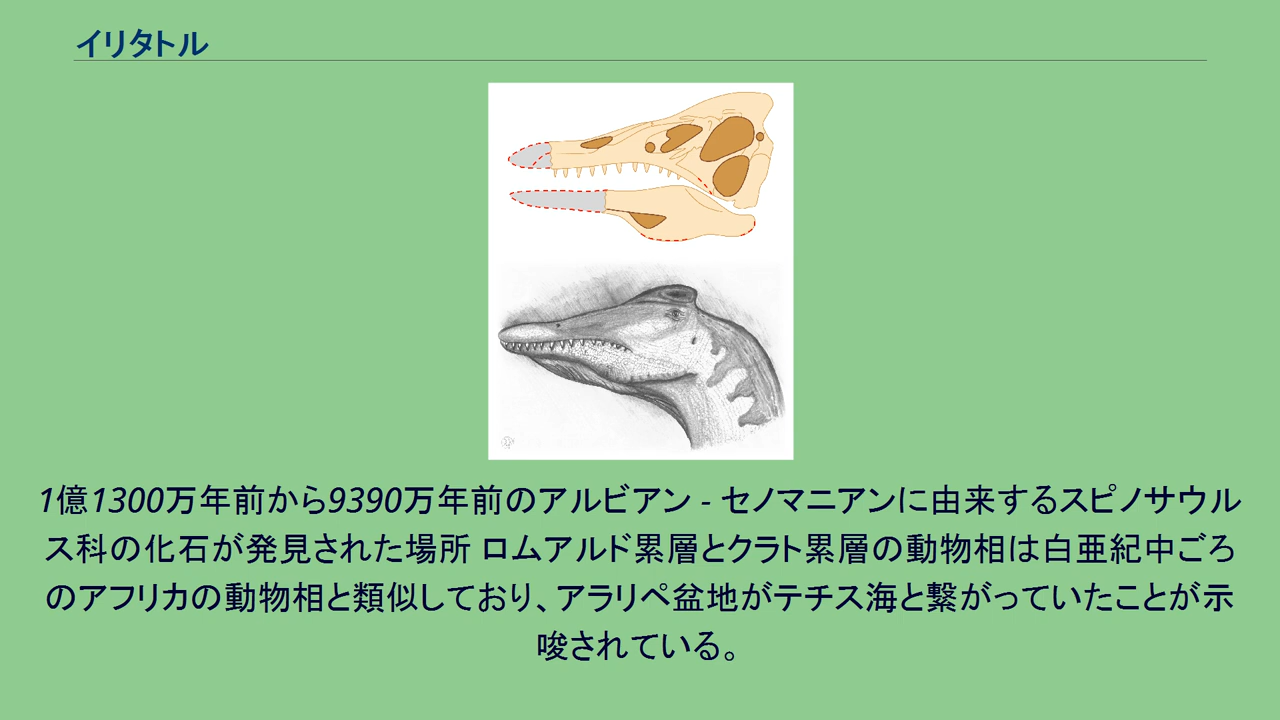 イリタトル
1億1300万年前から9390万年前のアルビアン - セノマニアンに由来するスピノサウル
ス科の化石が発見された場所 ロムアルド累層とクラト累層の動物相は白亜紀中ごろ
のアフリカの動物相と類似しており、アラリペ盆地がテチス海と繋がっていたことが示
唆されている。